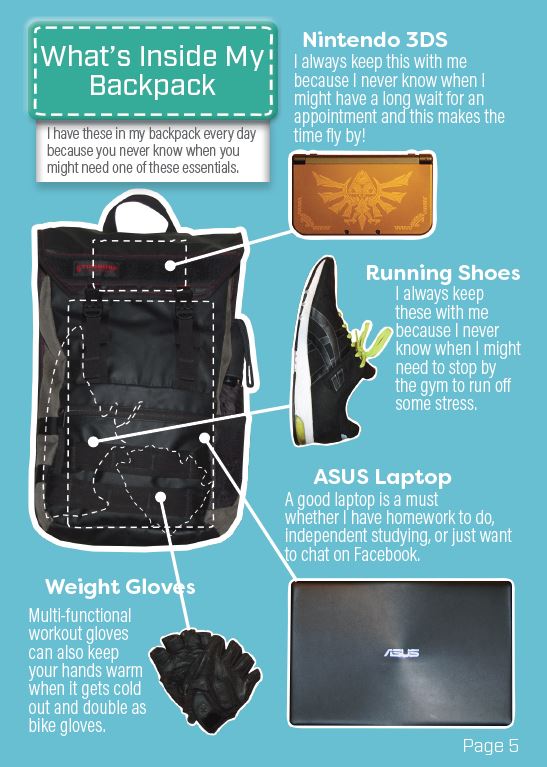 What's Inside My
Backpack
I have these in my backpack every day
because you never know when you
might need one of these essentials.
Nintendo 3DS
I always keep this with me
because I never know when I
might have a long wait for an
appointment and this makes the
time fly by!
Running Shoes
I always keep
these with me
because I never
know when I might
need to stop by
the gym to run off
some stress.
ASUS Laptop
A good laptop is a must
whether I have homework to do,
independent studying, or just want
to chat on Facebook.
ASUS
Weight Gloves
Multi-functional
workout gloves
can also keep
your hands warm
when it gets cold
out and double as
bike gloves.
Page 5